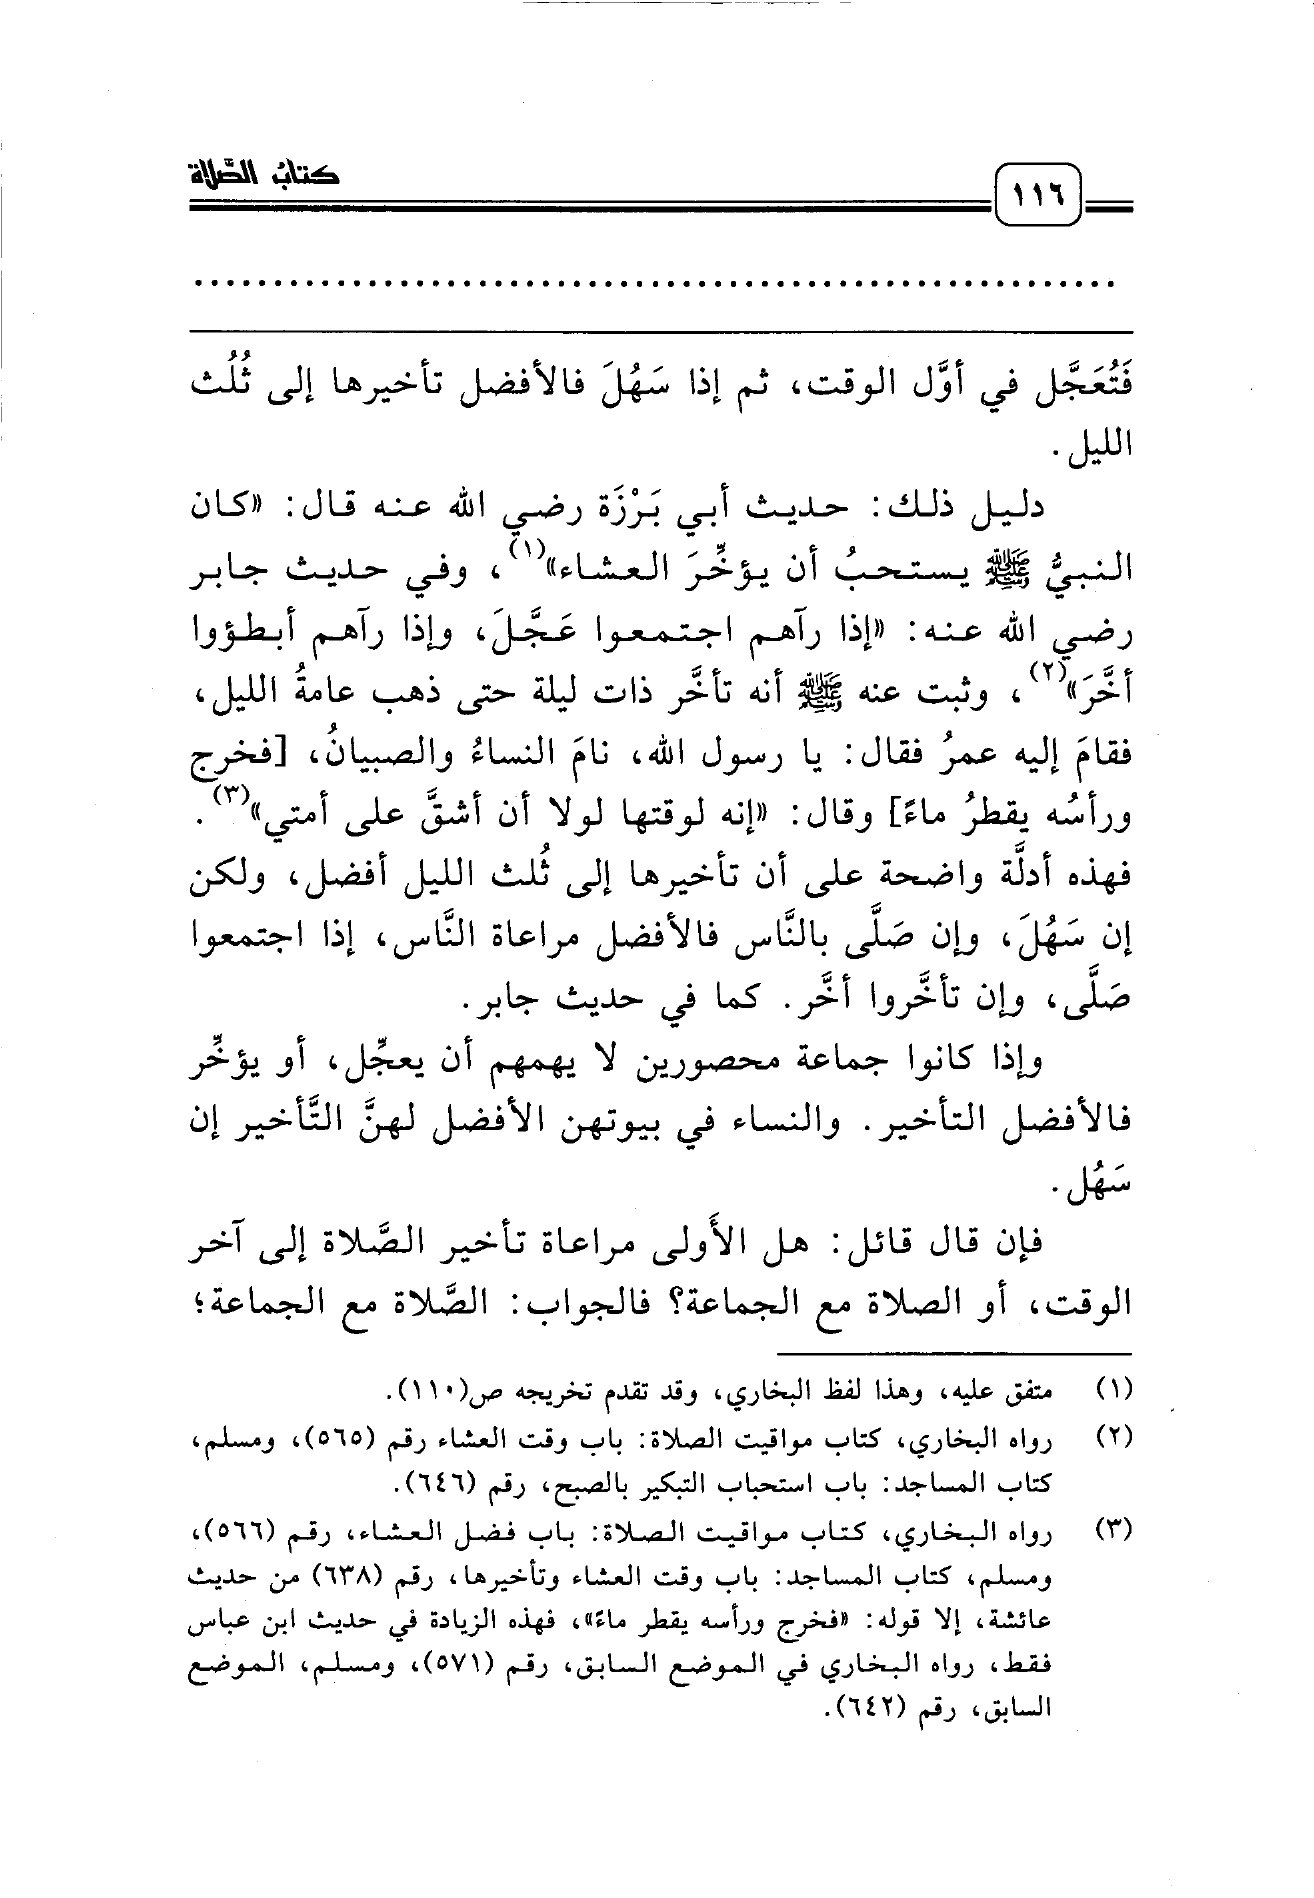 كتابُ الصَّلاة
١١٦
فَتُعَجَّل في أوَّل الوقت، ثم إذا سَهُلَ فالأفضل تأخيرها إلى ثُلُث
الليل.
دليل ذلك: حديث أبي بَرْزَة رضي الله عنه قال: «كان
النبيُّ ﷺ يستحبُ أن يؤخِّرَ العشاء»(١)، وفي حديث جابر
رضي الله عنه: «إذا رآهم اجتمعوا عَجَّلَ، وإذا رآهم أبطؤوا
أخَّرَ»(٢)، وثبت عنه ﷺ أنه تأخَّر ذات ليلة حتى ذهب عامةُ الليل،
فقامَ إليه عمرُ فقال: يا رسول الله، نامَ النساءُ والصبيانُ، [فخرج
ورأسُه يقطرُ ماءً] وقال: «إنه لوقتها لولا أن أشقَّ على أمتي»(٣).
فهذه أدلَّة واضحة على أن تأخيرها إلى ثُلث الليل أفضل، ولكن
إن سَهُلَ، وإن صَلَّى بالنَّاس فالأفضل مراعاة النَّاس، إذا اجتمعوا
صَلَّى، وإن تأخَّروا أخَّر. كما في حديث جابر.
وإذا كانوا جماعة محصورين لا يهمهم أن يعجِّل، أو يؤخِّر
فالأفضل التأخير. والنساء في بيوتهن الأفضل لهنَّ التَّأخير إن
سَهُل.
فإن قال قائل: هل الأَولى مراعاة تأخير الصَّلاة إلى آخر
الوقت، أو الصلاة مع الجماعة؟ فالجواب: الصَّلاة مع الجماعة؛
(١) متفق عليه، وهذا لفظ البخاري، وقد تقدم تخريجه ص(١١٠).
(٢) رواه البخاري، كتاب مواقيت الصلاة: باب وقت العشاء رقم (٥٦٥)، ومسلم،
كتاب المساجد: باب استحباب التبكير بالصبح، رقم (٦٤٦).
(٣) رواه البخاري، كتاب مواقيت الصلاة: باب فضل العشاء، رقم (٥٦٦)،
ومسلم، كتاب المساجد: باب وقت العشاء وتأخيرها، رقم (٦٣٨) من حديث
عائشة، إلا قوله: «فخرج ورأسه يقطر ماءً»، فهذه الزيادة في حديث ابن عباس
فقط، رواه البخاري في الموضع السابق، رقم (٥٧١)، ومسلم، الموضع
السابق، رقم (٦٤٢).